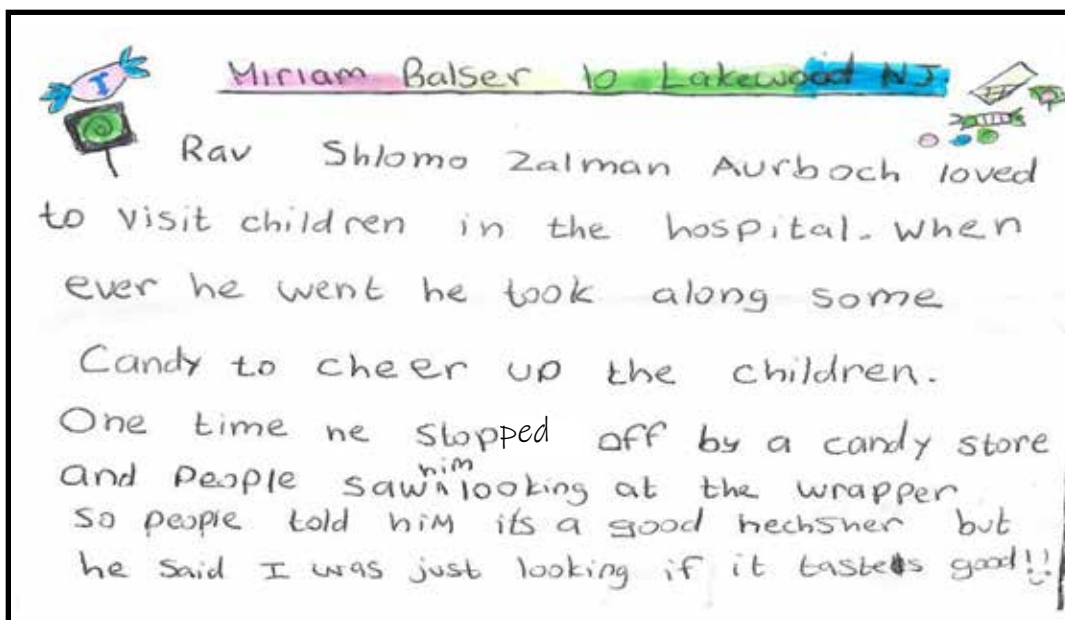 Miriam Balser 10 Lakewood NJ
Rav Shlomo Zalman Aurboch loved
to visit children in the hospital. When
ever he went he took along some
Candy to cheer up the children.
One time he stopped off by a candy store
and people saw him looking at the wrapper
so people told him its a good hechsher but
he said I was just looking if it tastes good!!